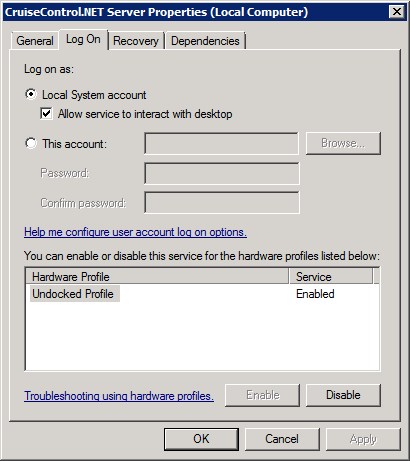 CruiseControl.NET Server Properties (Local Computer)
General Log On Recovery Dependencies
Log on as:
Local System account
Allow service to interact with desktop
This account: Browse...
Password:
Confirm password:
Help me configure user account log on options.
You can enable or disable this service for the hardware profiles listed below:
Hardware Profile Service
Undocked Profile Enabled
Troubleshooting using hardware profiles. Enable Disable
OK Cancel Apply